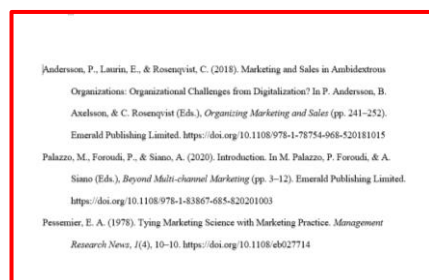 Andersson, P., Laurin, E., & Rosenqvist, C. (2018). Marketing and Sales in Ambidextrous
Organizations: Organizational Challenges from Digitalization? In P. Andersson, B.
Axelsson, & C. Rosenqvist (Eds.), Organizing Marketing and Sales (pp. 241–252).
Emerald Publishing Limited. https://doi.org/10.1108/978-1-78754-968-520181015
Palazzo, M., Foroudi, P., & Siano, A. (2020). Introduction. In M. Palazzo, P. Foroudi, & A.
Siano (Eds.), Beyond Multi-channel Marketing (pp. 3–12). Emerald Publishing Limited.
https://doi.org/10.1108/978-1-83867-685-820201003
Pessemier, E. A. (1978). Tying Marketing Science with Marketing Practice. Management
Research News, 1(4), 10–10. https://doi.org/10.1108/eb027714